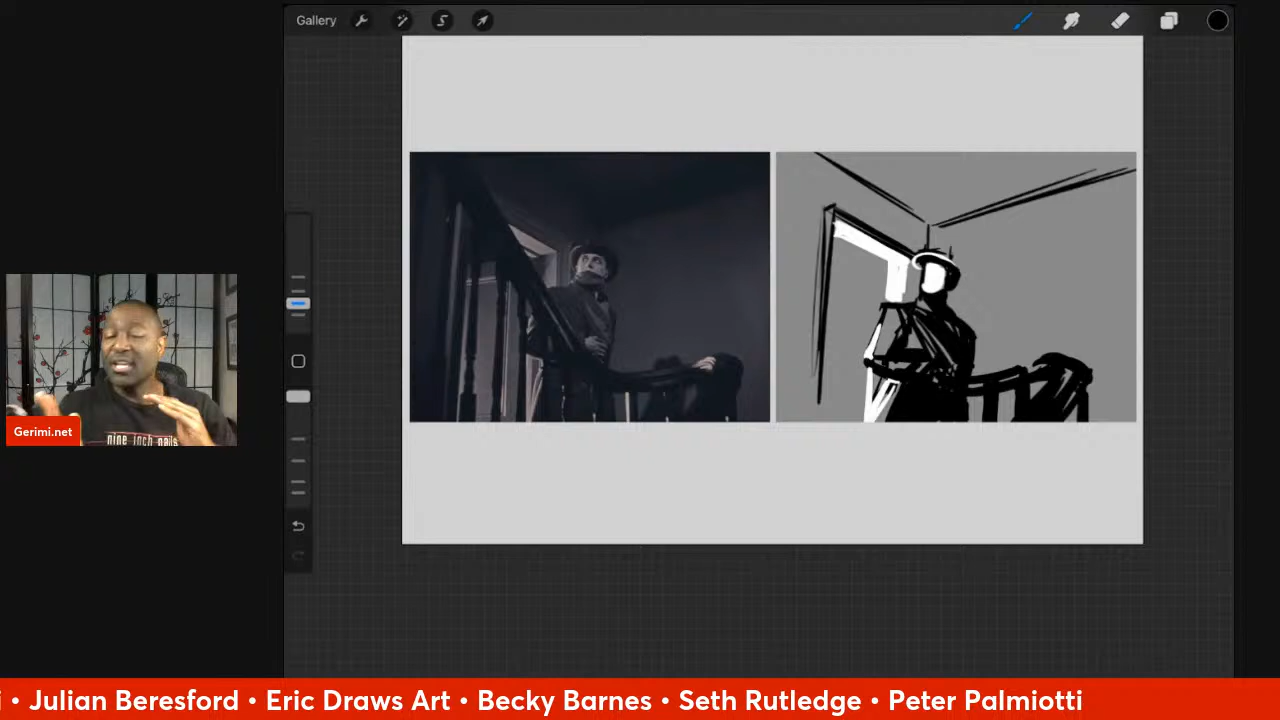 Gallery
Gerimi.net
nine inch nails
i • Julian Beresford • Eric Draws Art • Becky Barnes • Seth Rutledge • Peter Palmiotti